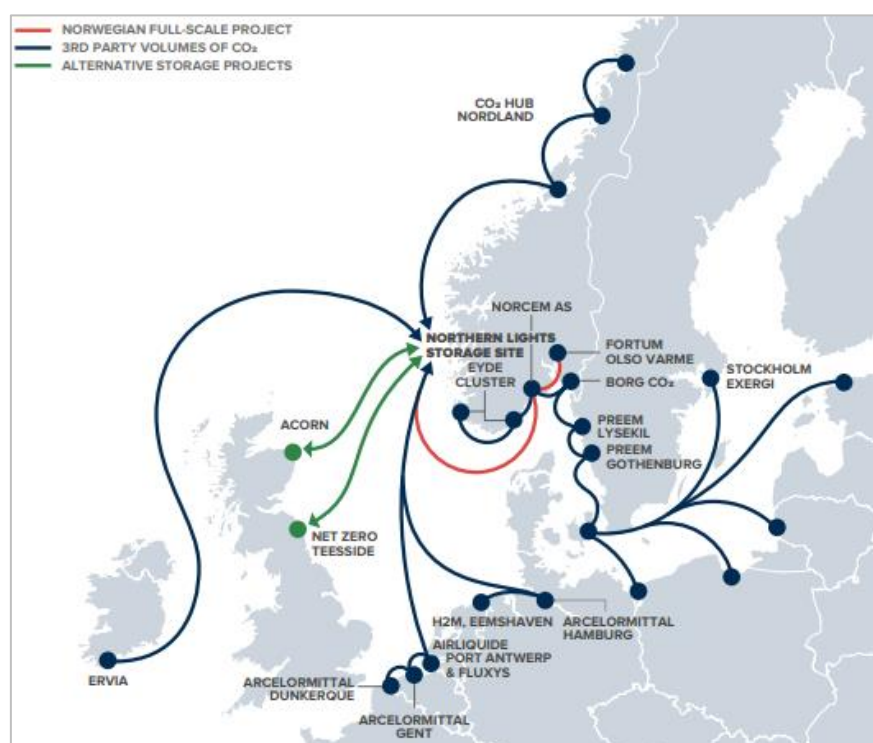 NORWEGIAN FULL-SCALE PROJECT
3RD PARTY VOLUMES OF CO₂
ALTERNATIVE STORAGE PROJECTS
CO₂ HUB
NORDLAND
NORCEM AS
NORTHERN LIGHTS
STORAGE SITE
EYDE
CLUSTER
FORTUM
OLSO VARME
BORG CO₂
STOCKHOLM
EXERGI
PREEM
LYSEKIL
PREEM
GOTHENBURG
ACORN
NET ZERO
TEESSIDE
H2M, EEMSHAVEN
ARCELORMITTAL
HAMBURG
AIRLIQUIDE
PORT ANTWERP
& FLUXYS
ERVIA
ARCELORMITTAL
DUNKERQUE
ARCELORMITTAL
GENT